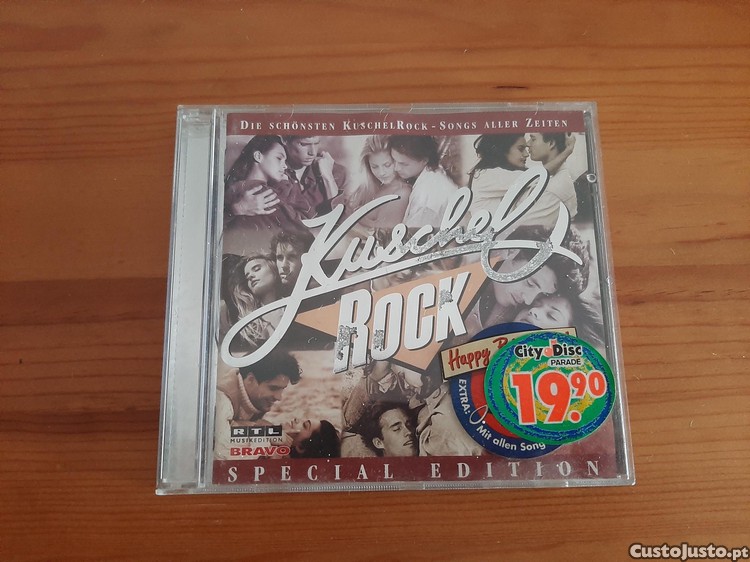 DIE SCHÖNSTEN KUSCHELROCK - SONGS ALLER ZEITEN
Kuschel
ROCK
Happy
City Disc
PARADE
19.90
EXTRA:
Mit allen Song
RTL
MUSIKEDITION
BRAVO
SPECIAL EDITION
CustoJusto.pt